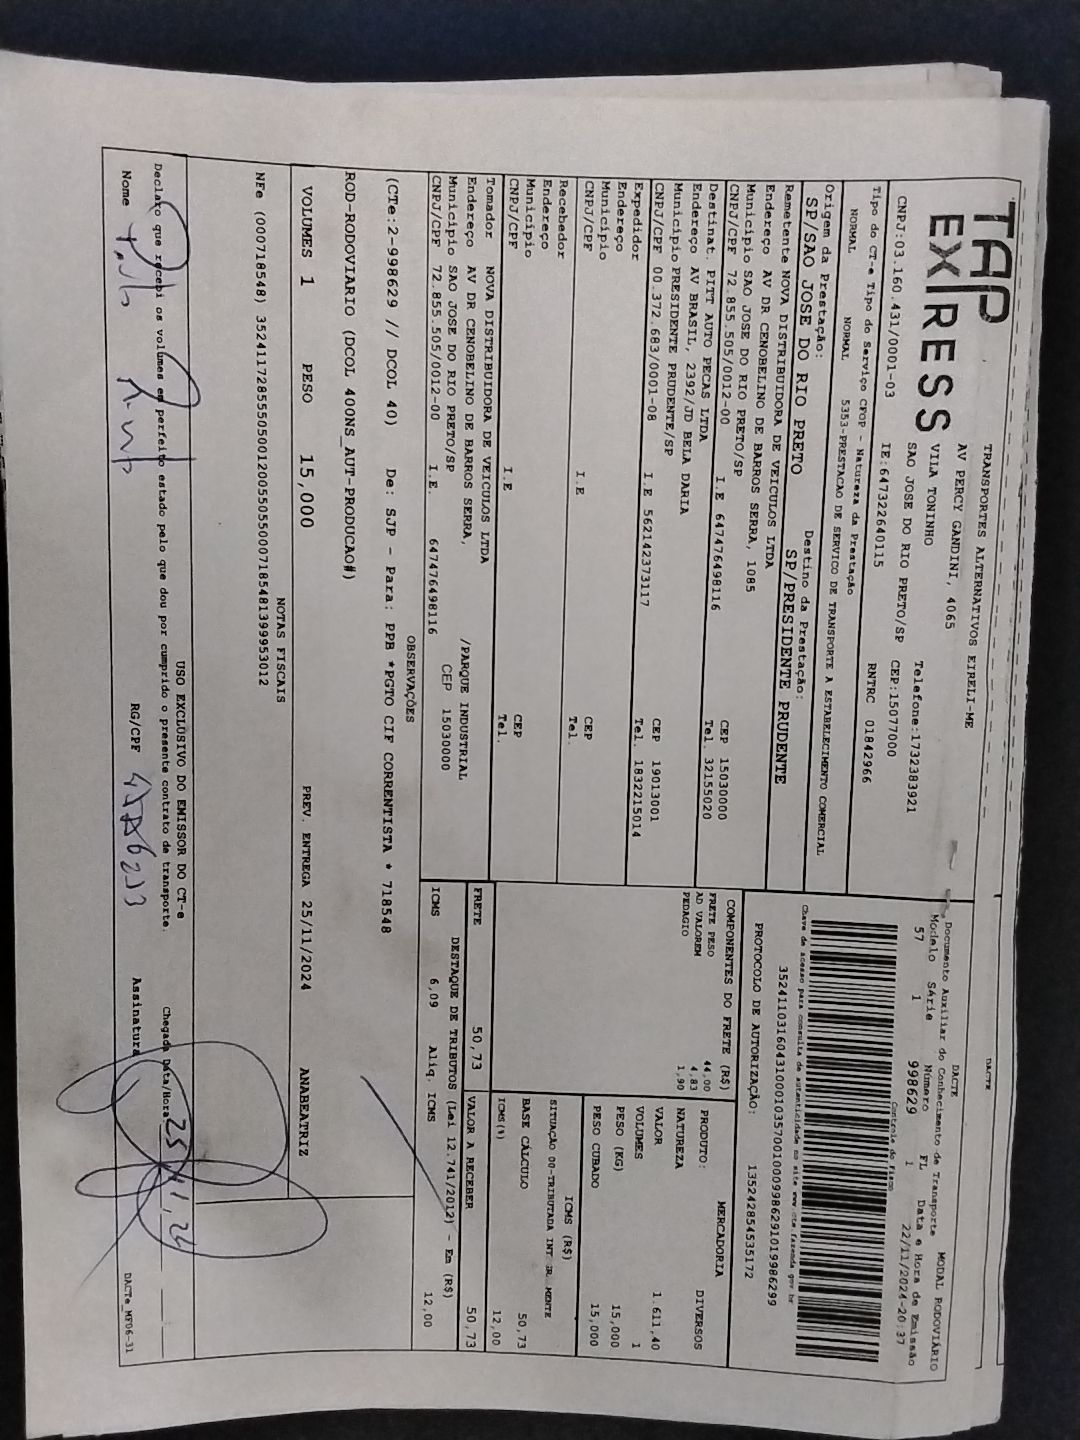 TAP
EXPRESS
TRANSPORTES ALTERNATIVOS EIRELI-ME
AV PERCY GANDINI, 4065
VILA TONINHO
Telefone:1732383921
SAO JOSE DO RIO PRETO/SP
CEP:15077000
CNPJ:03.160.431/0001-03
IE:647322640115
RNTRC 01842966
Tipo do CT-e Tipo do Serviço CFOP - Natureza da Prestação
NORMAL NORMAL 5353-PRESTACAO DE SERVICO DE TRANSPORTE A ESTABELECIMENTO COMERCIAL
Origem da Prestação: Destino da Prestação:
SP/SAO JOSE DO RIO PRETO SP/PRESIDENTE PRUDENTE
Remetente NOVA DISTRIBUIDORA DE VEICULOS LTDA
Endereço AV DR CENOBELINO DE BARROS SERRA, 1085
Município SAO JOSE DO RIO PRETO/SP CEP 15030000
CNPJ/CPF 72.855.505/0012-00 I.E 647476498116 Tel. 32155020
Destinat. PITT AUTO PECAS LTDA
Endereço AV BRASIL, 2392/JD BELA DARIA
Município PRESIDENTE PRUDENTE/SP CEP 19013001
CNPJ/CPF 00.372.683/0001-08 I.E 562142373117 Tel. 1832215014
Expedidor
Endereço
Município CEP
CNPJ/CPF I.E Tel.
Recebedor
Endereço
Município CEP
CNPJ/CPF I.E Tel.
Tomador NOVA DISTRIBUIDORA DE VEICULOS LTDA
Endereço AV DR CENOBELINO DE BARROS SERRA, /PARQUE INDUSTRIAL
Município SAO JOSE DO RIO PRETO/SP CEP 15030000
CNPJ/CPF 72.855.505/0012-00 I.E. 647476498116
DACTE
DACTE
Documento Auxiliar do Conhecimento de Transporte MODAL RODOVIÁRIO
Modelo Série Número FL Data e Hora de Emissão
57 1 998629 1 22/11/2024-20:37
Controle do Fisco
Chave de acesso para consulta de autenticidade no site www.cte.fazenda.gov.br
35241103160431000103570010009986291019986299
PROTOCOLO DE AUTORIZAÇÃO: 135242854535172
COMPONENTES DO FRETE (R$)
FRETE PESO 44,00
AD VALOREM 4,83
PEDAGIO 1,90
PRODUTO: MERCADORIA
NATUREZA DIVERSOS
VALOR 1.611,40
VOLUMES 1
PESO (KG) 15,000
PESO CUBADO 15,000
ICMS (R$)
SITUAÇÃO 00-TRIBUTADA
BASE CÁLCULO 50,73
ICMS(%) 12,00
FRETE 50,73 VALOR A RECEBER 50,73
DESTAQUE DE TRIBUTOS (Lei 12.741/2012) - Em (R$)
ICMS 6,09 Aliq. ICMS 12,00
OBSERVAÇÕES
(CTe:2-998629 // DCOL 40) De: SJP - Para: PPB *PGTO CIF CORRENTISTA * 718548
ROD-RODOVIARIO (DCOL 400NS_AUT-PRODUCAO#)
VOLUMES 1 PESO 15,000 PREV. ENTREGA 25/11/2024 ANABEATRIZ
NOTAS FISCAIS
NFe (000718548) 35241172855505001200550550007185481399953012
USO EXCLUSIVO DO EMISSOR DO CT-e
Declaro que recebi os volumes em perfeito estado pelo que dou por cumprido o presente contrato de transporte. Chegada Data/Hora 25/11/24
Nome RG/CPF Assinatura
DACTe_MF06-31